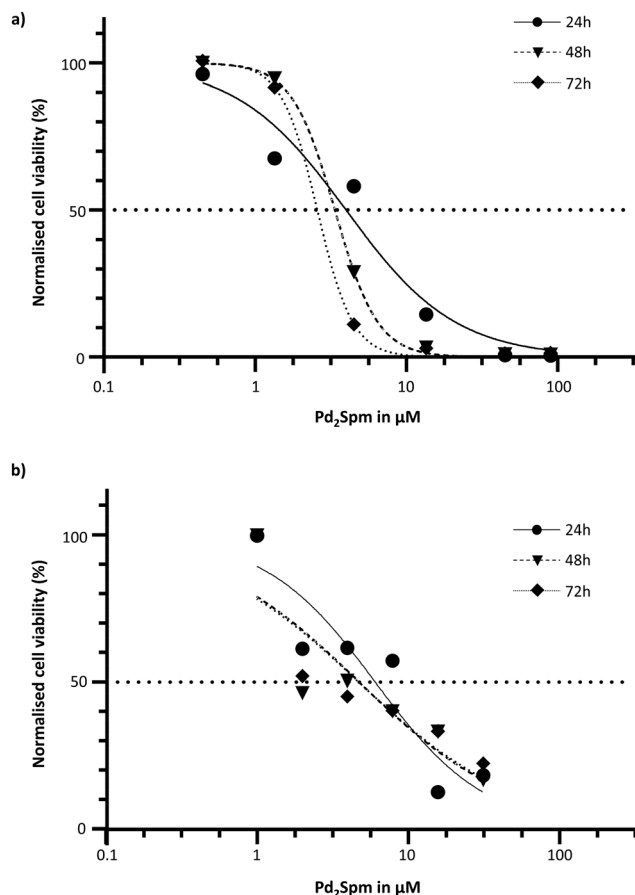 a)
24h
48h
72h
Normalised cell viability (%)
100
50
0
0.1
1
10
100
Pd₂Spm in µM
b)
24h
48h
72h
Normalised cell viability (%)
100
50
0
0.1
1
10
100
Pd₂Spm in µM